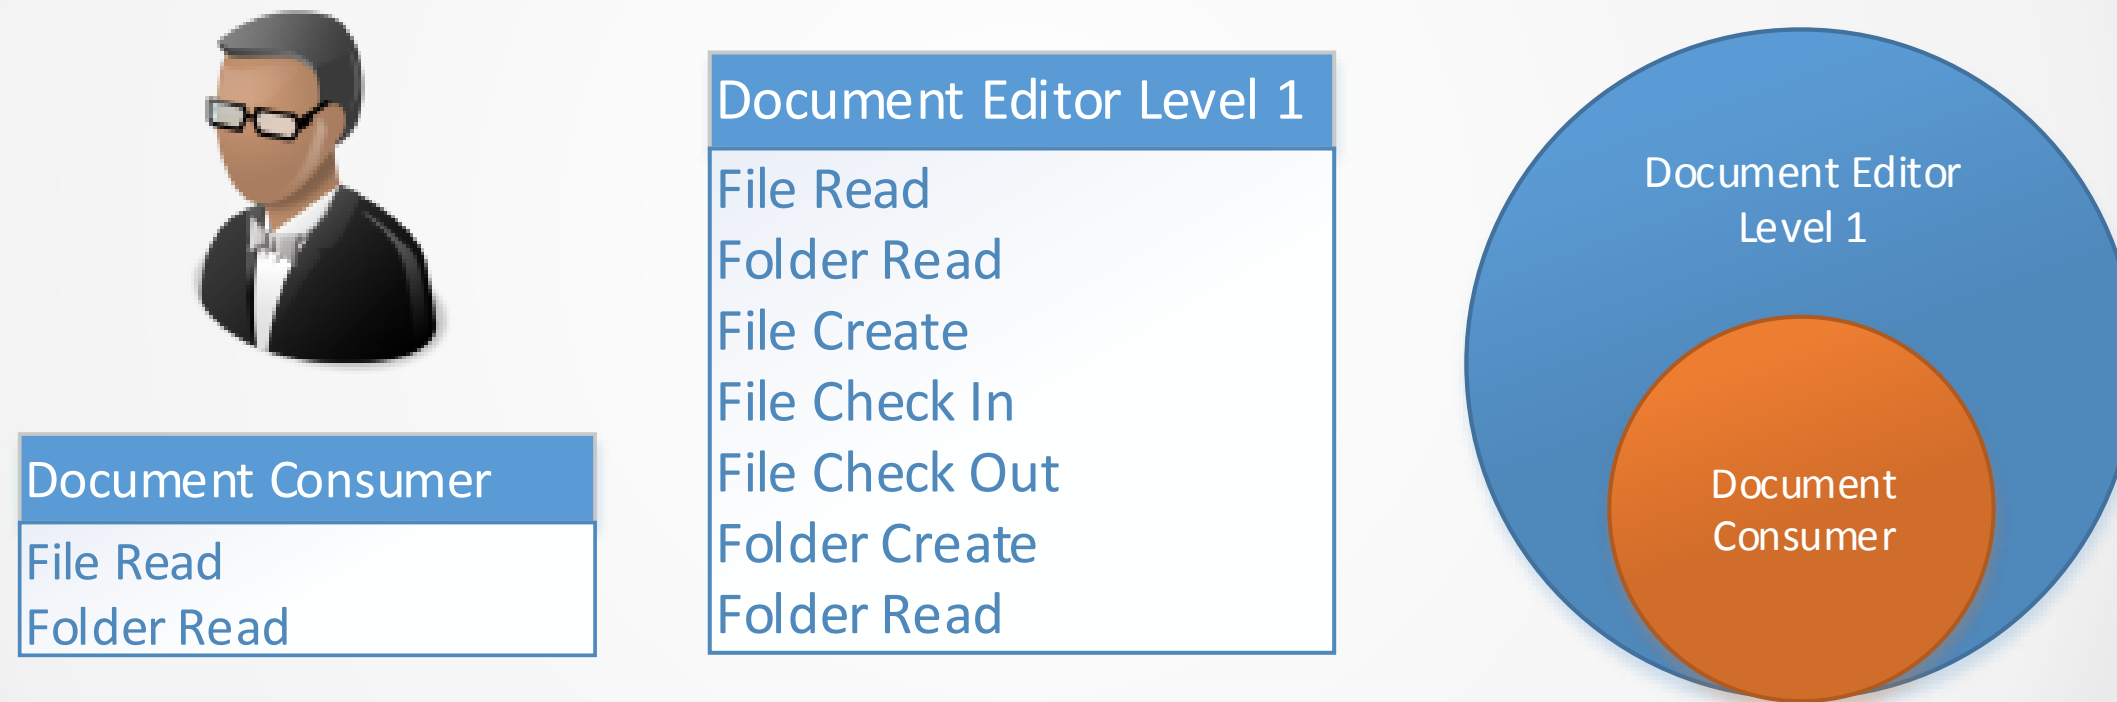 Document Consumer
File Read
Folder Read
Document Editor Level 1
File Read
Folder Read
File Create
File Check In
File Check Out
Folder Create
Folder Read
Document Editor
Level 1
Document
Consumer